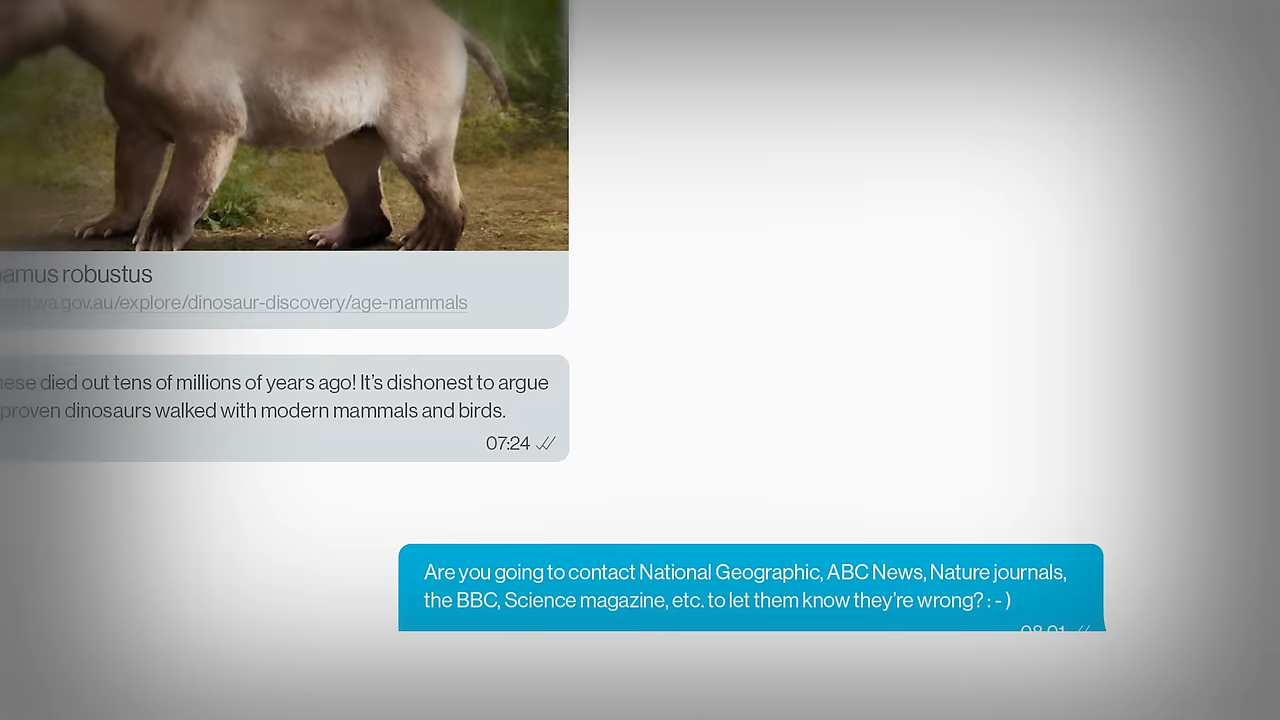 amus robustus
wa.gov.au/explore/dinosaur-discovery/age-mammals
ese died out tens of millions of years ago! It's dishonest to argue
proven dinosaurs walked with modern mammals and birds.
07:24
Are you going to contact National Geographic, ABC News, Nature journals,
the BBC, Science magazine, etc. to let them know they're wrong? : - )